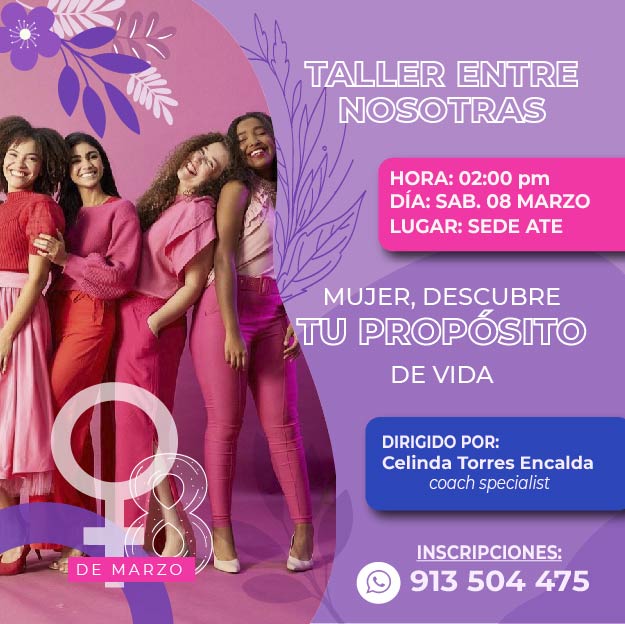 TALLER ENTRE
NOSOTRAS
HORA: 02:00 pm
DÍA: SAB. 08 MARZO
LUGAR: SEDE ATE
MUJER, DESCUBRE
TU PROPÓSITO
DE VIDA
DIRIGIDO POR:
Celinda Torres Encalda
coach specialist
INSCRIPCIONES:
913 504 475
8
DE MARZO